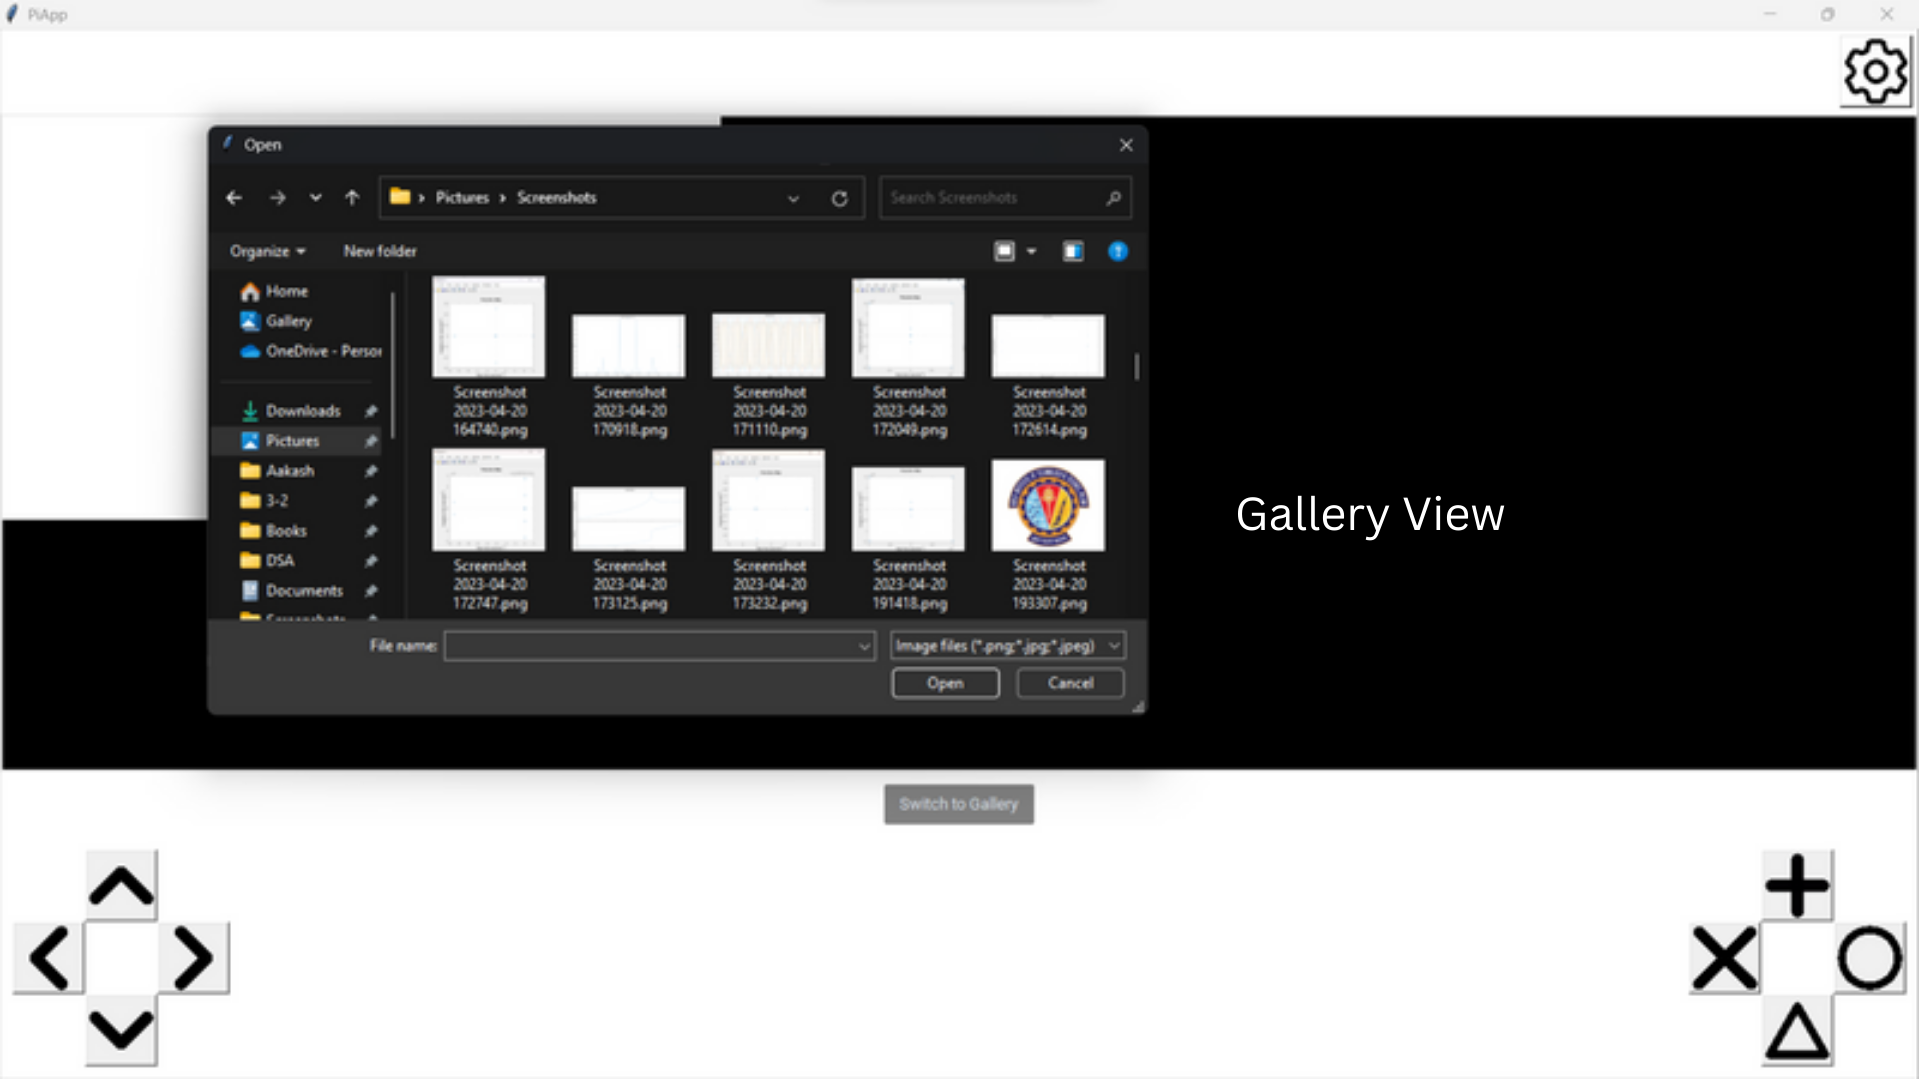 PiApp
Open
Pictures
Screenshots
Search Screenshots
Organize
New folder
Home
Gallery
OneDrive - Person
Downloads
Pictures
Aakash
3-2
Books
DSA
Documents
Screenshots
Screenshot
2023-04-20
164740.png
Screenshot
2023-04-20
170918.png
Screenshot
2023-04-20
171110.png
Screenshot
2023-04-20
172049.png
Screenshot
2023-04-20
172614.png
Screenshot
2023-04-20
172747.png
Screenshot
2023-04-20
173125.png
Screenshot
2023-04-20
173232.png
Screenshot
2023-04-20
191418.png
Screenshot
2023-04-20
193307.png
File name:
Image files (*.png;*.jpg;*.jpeg)
Open
Cancel
Gallery View
Switch to Gallery